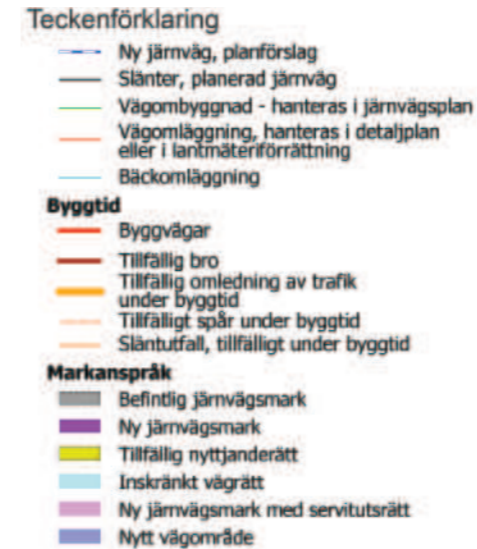 Teckenförklaring
Ny järnväg, planförslag
Slänter, planerad järnväg
Vägombyggnad - hanteras i järnvägsplan
Vägomläggning, hanteras i detaljplan
eller i lantmäteriförrättning
Bäckomläggning
Byggtid
Byggvägar
Tillfällig bro
Tillfällig omledning av trafik
under byggtid
Tillfälligt spår under byggtid
Släntutfall, tillfälligt under byggtid
Markanspråk
Befintlig järnvägsmark
Ny järnvägsmark
Tillfällig nyttjanderätt
Inskränkt vägrätt
Ny järnvägsmark med servitutsrätt
Nytt vägområde